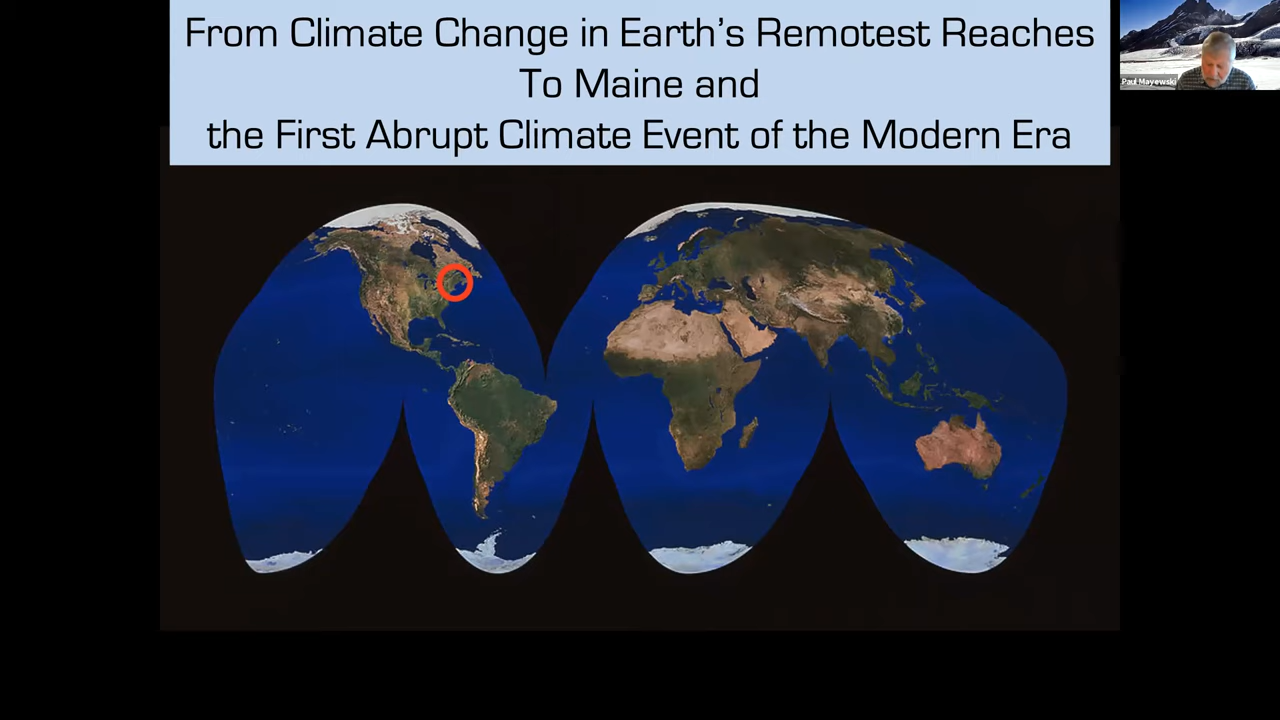 From Climate Change in Earth's Remotest Reaches
To Maine and
the First Abrupt Climate Event of the Modern Era
Paul Mayewski